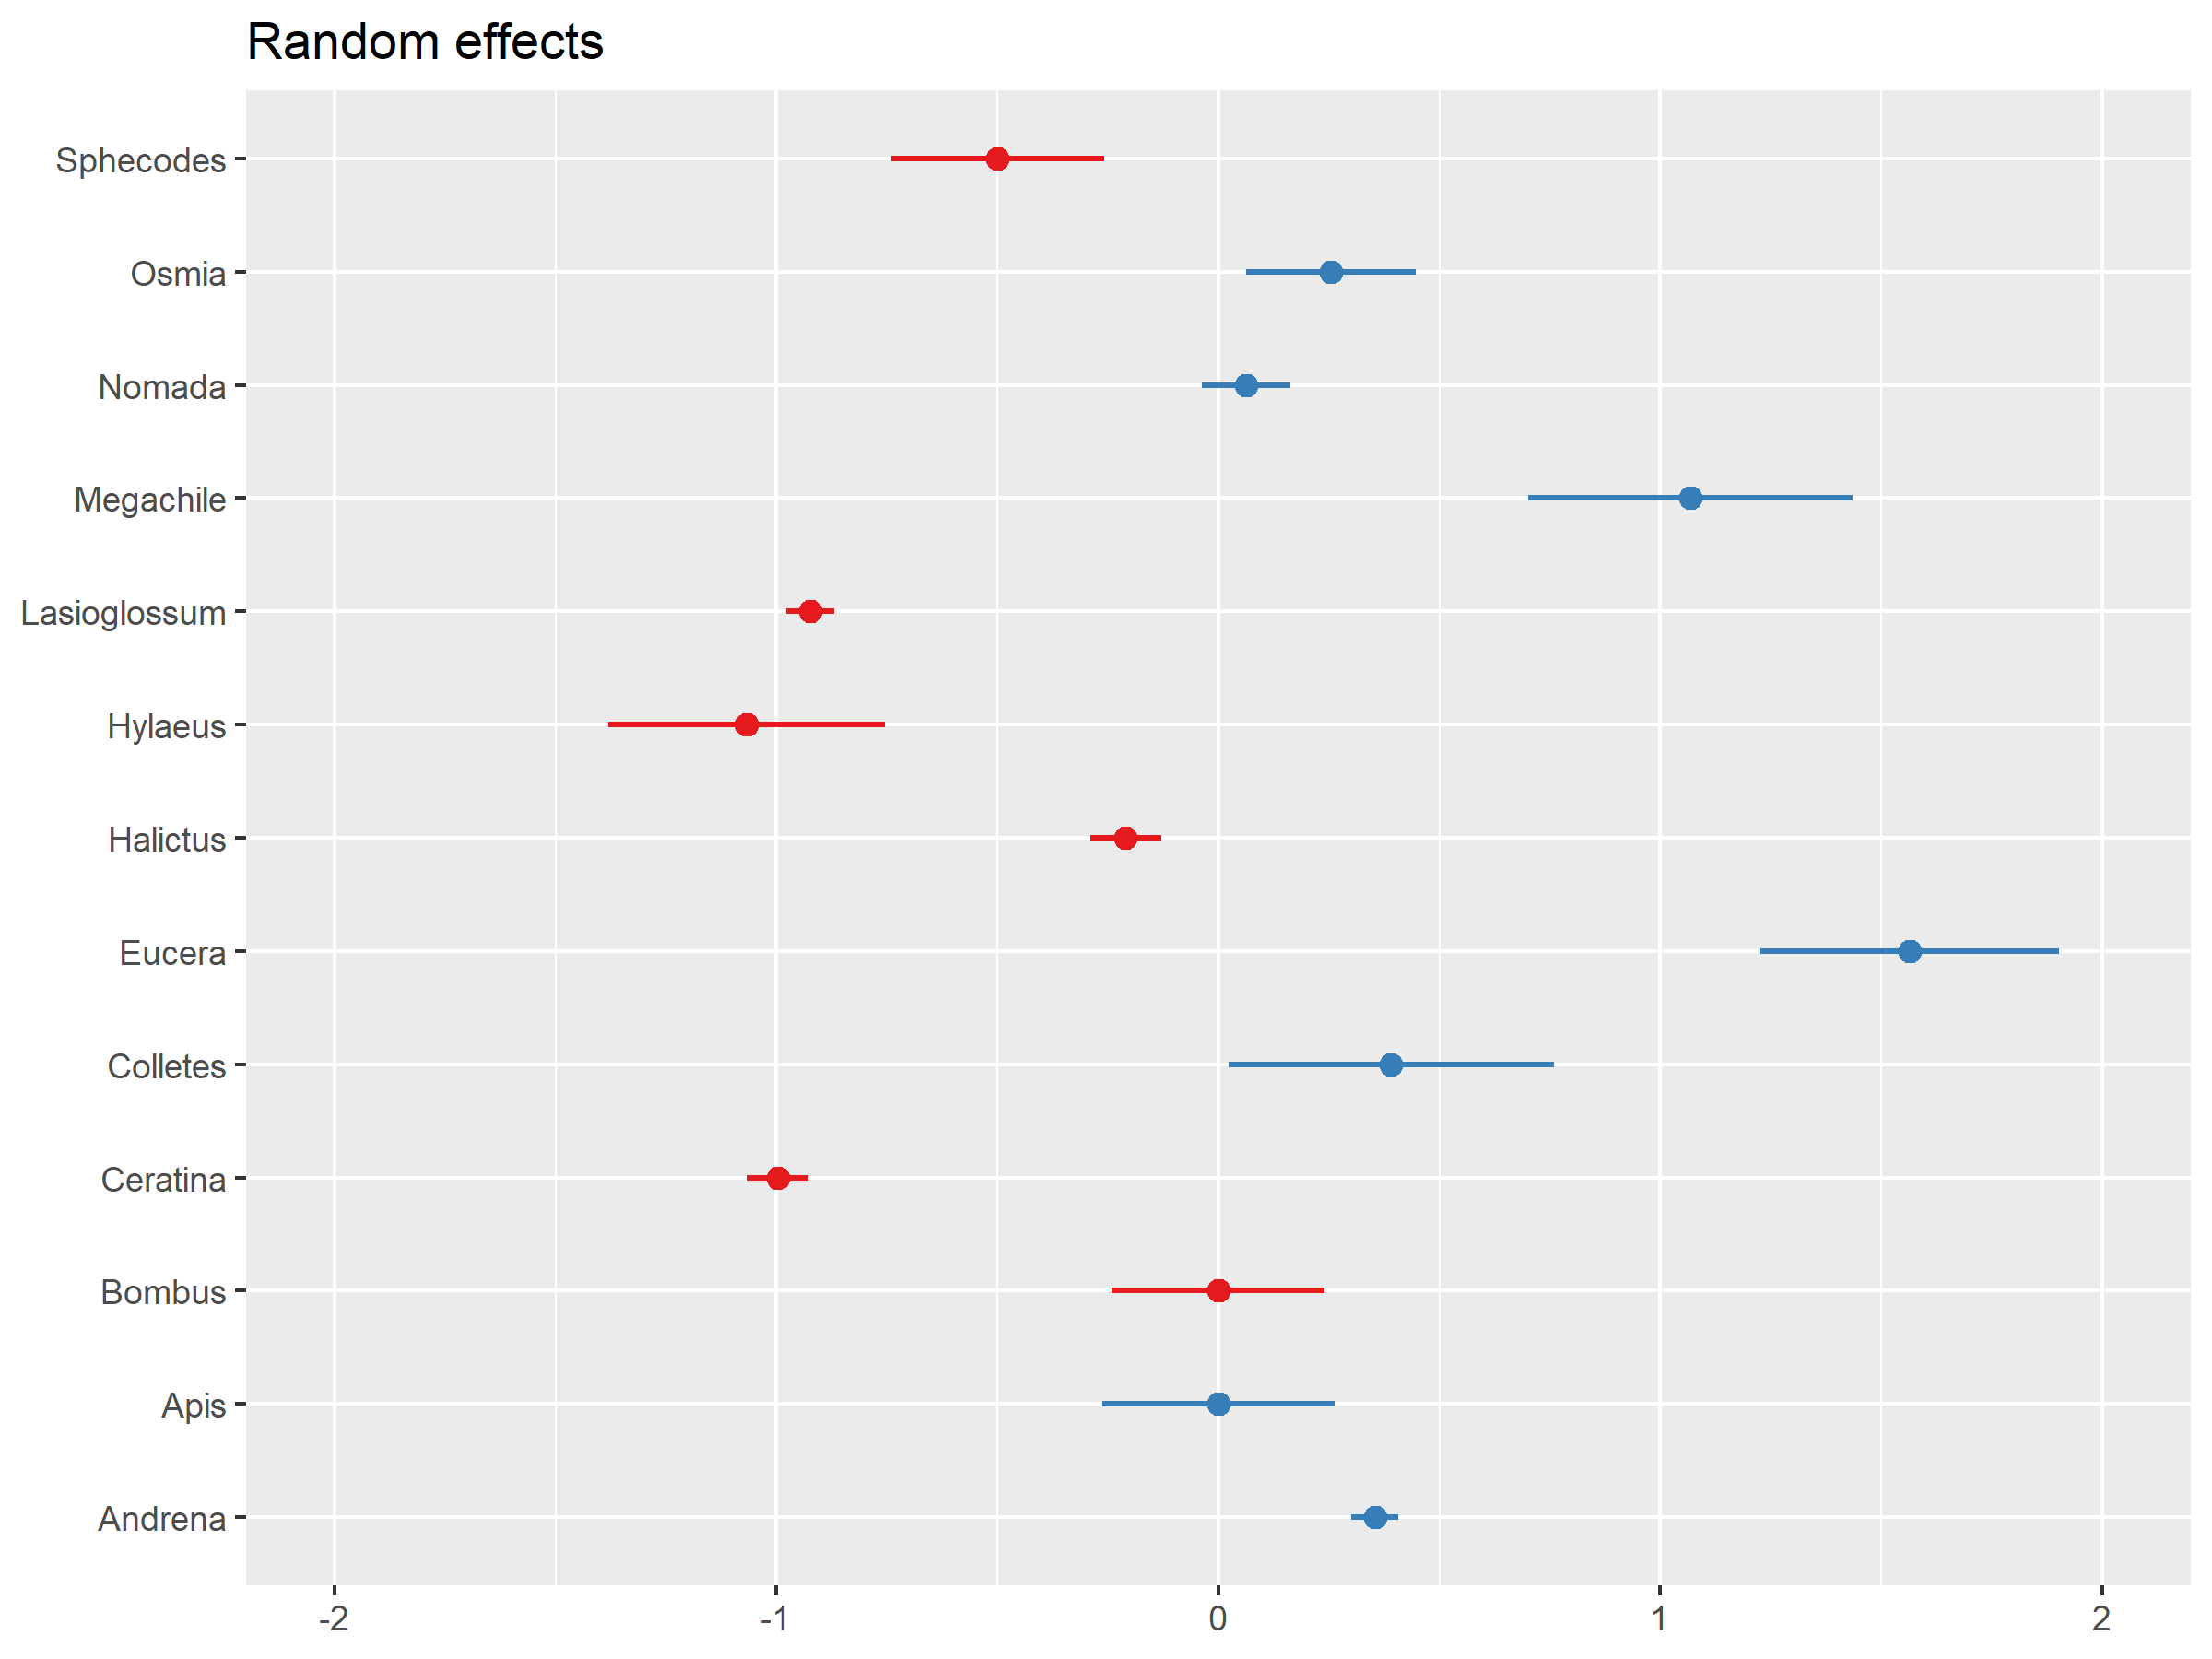 Random effects
Sphecodes
Osmia
Nomada
Megachile
Lasioglossum
Hylaeus
Halictus
Eucera
Colletes
Ceratina
Bombus
Apis
Andrena
-2 -1 0 1 2